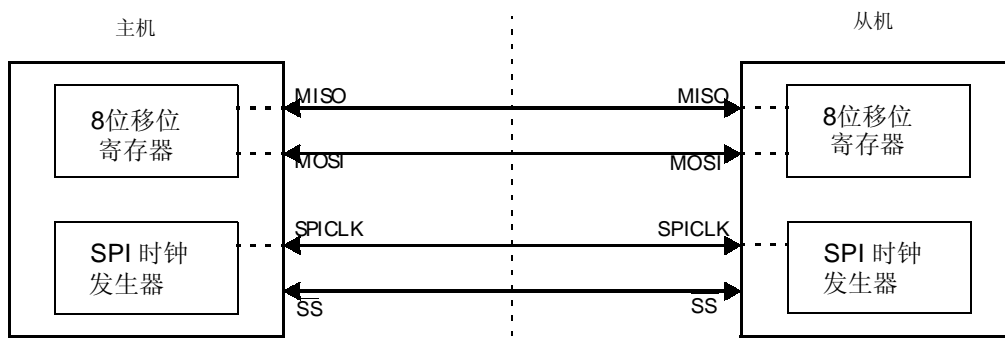 主机
从机
MISO
MISO
8位移位
寄存器
8位移位
寄存器
MOSI
MOSI
SPICLK
SPICLK
SPI 时钟
发生器
SPI 时钟
发生器
SS
SS